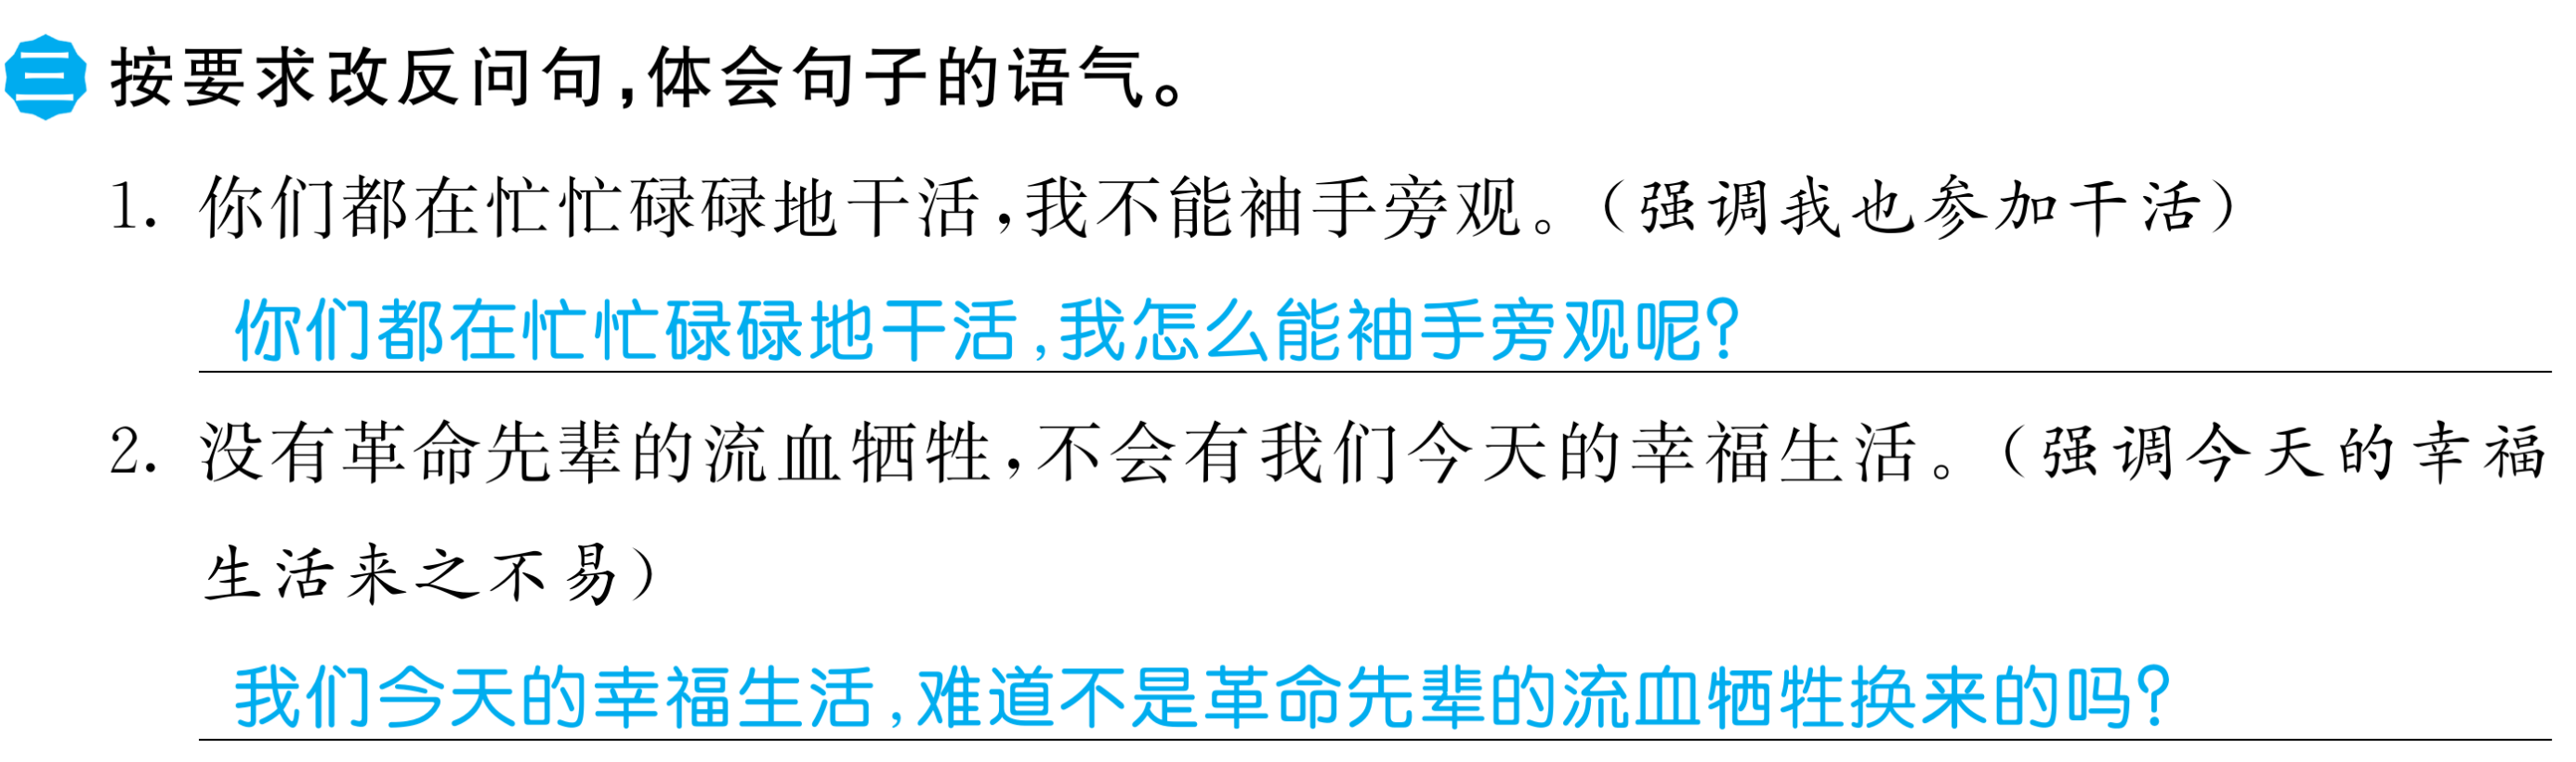 三 按要求改反问句,体会句子的语气。
1. 你们都在忙忙碌碌地干活,我不能袖手旁观。(强调我也参加干活)
你们都在忙忙碌碌地干活,我怎么能袖手旁观呢?
2. 没有革命先辈的流血牺牲,不会有我们今天的幸福生活。(强调今天的幸福
生活来之不易)
我们今天的幸福生活,难道不是革命先辈的流血牺牲换来的吗?